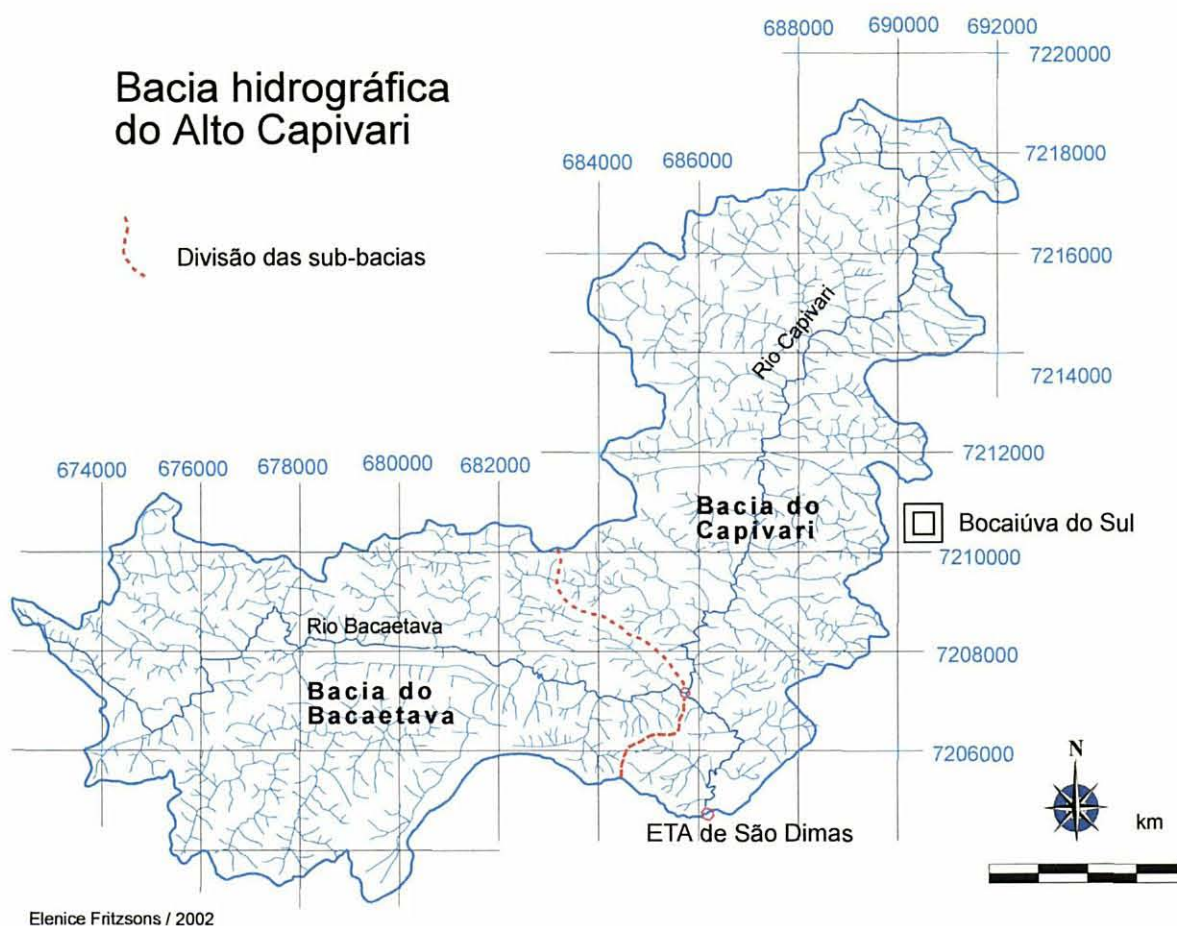 Bacia hidrográfica
do Alto Capivari
Divisão das sub-bacias
688000 690000 692000
7220000
684000 686000
7218000
7216000
Rio Capivari
7214000
674000 676000 678000 680000 682000
7212000
Bacia do
Capivari
Bocaiúva do Sul
7210000
Rio Bacaetava
7208000
Bacia do
Bacaetava
7206000
N
km
ETA de São Dimas
Elenice Fritzsons / 2002